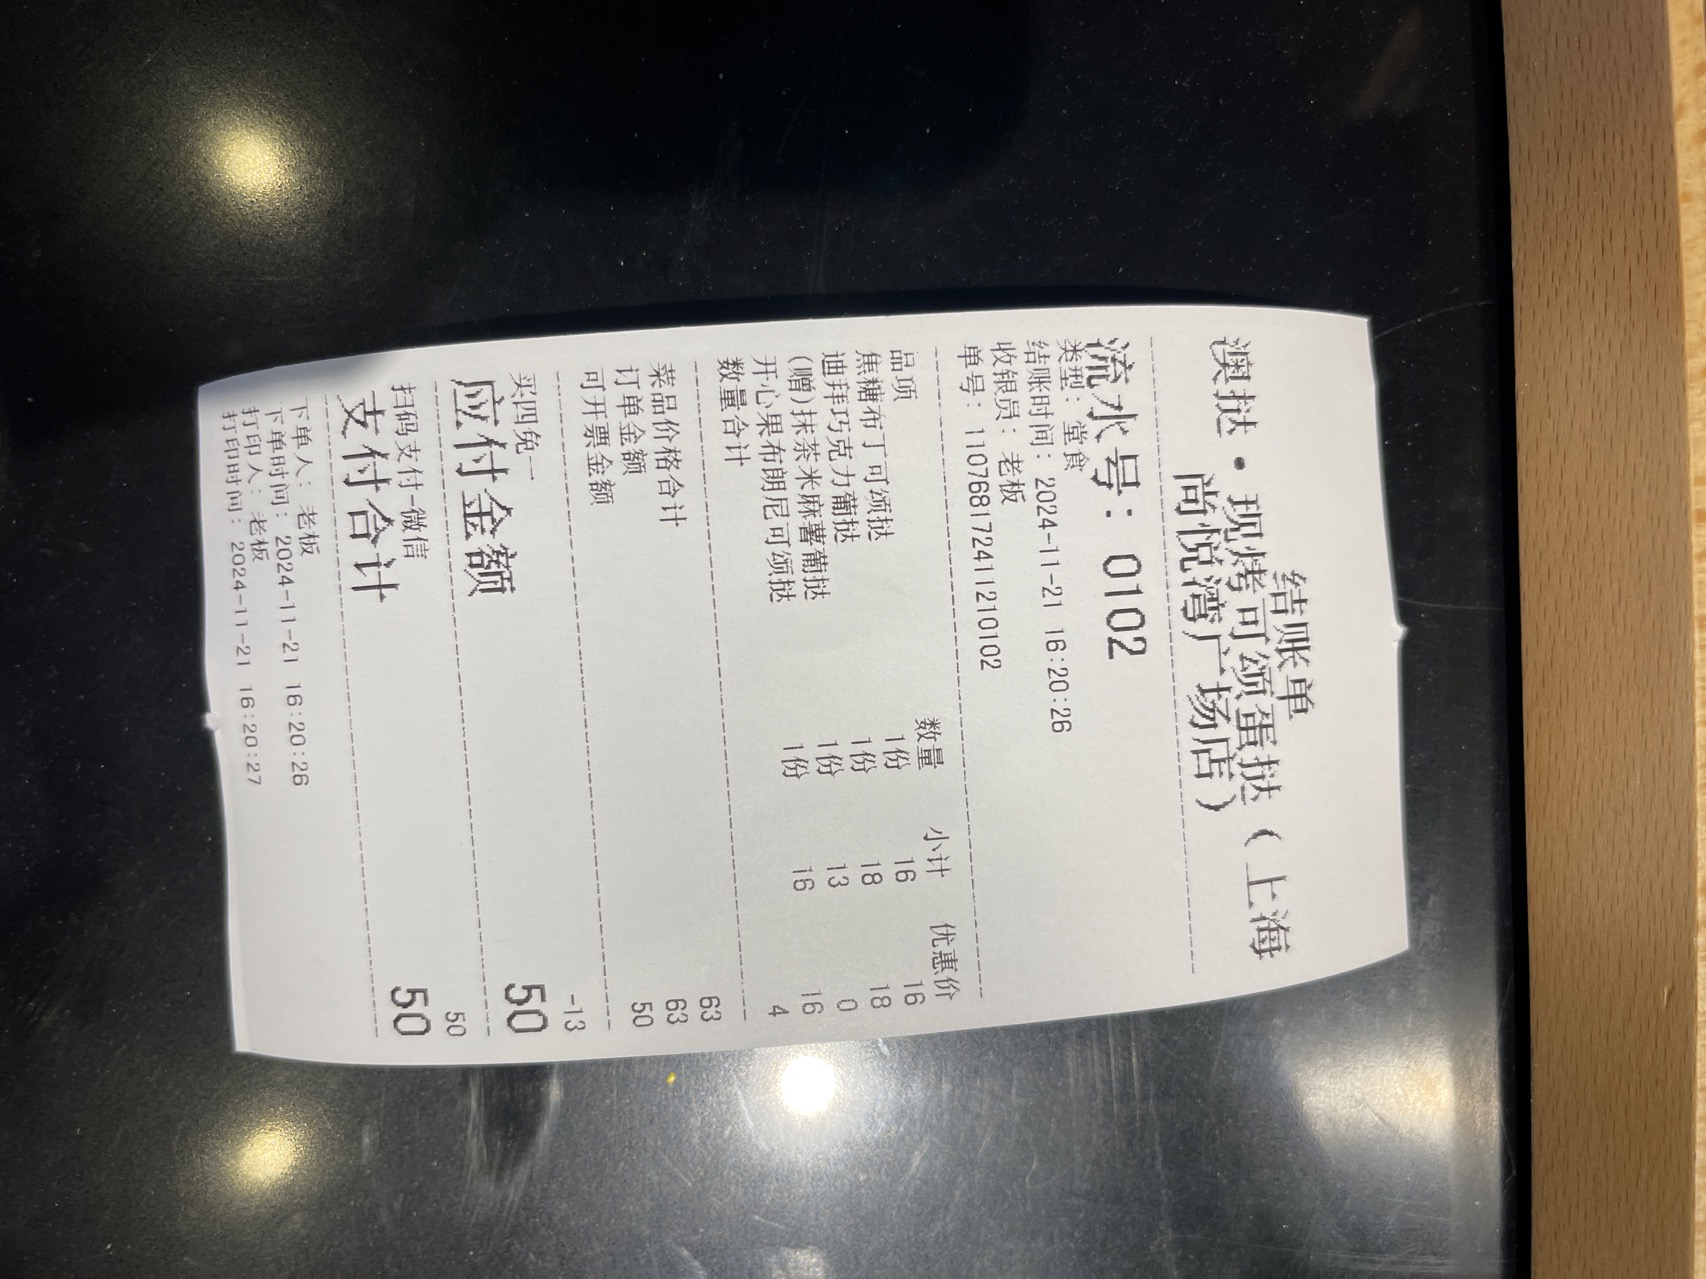 结账单
澳挞·现烤可颂蛋挞（上海
尚悦湾广场店）
流水号：0102
类型：堂食
结账时间：2024-11-21 16:20:26
收银员：老板
单号：110768172411210102
品项 数量 小计 优惠价
焦糖布丁可颂挞 1份 16 16
迪拜巧克力葡挞 1份 18 18
(赠)抹茶米麻薯葡挞 1份 13 0
开心果布朗尼可颂挞 1份 16 16
数量合计 4
菜品价格合计 63
订单金额 63
可开票金额 50
买四免一 -13
应付金额 50
扫码支付-微信 50
支付合计 50
下单人：老板
下单时间：2024-11-21 16:20:26
打印人：老板
打印时间：2024-11-21 16:20:27